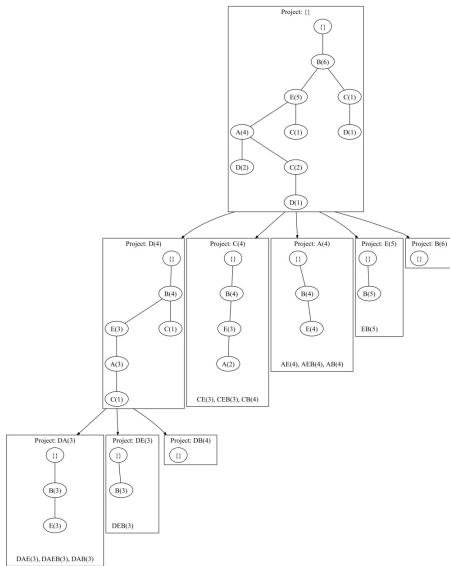 Project: {}
{}
B(6)
E(5) C(1)
A(4) C(1) D(1)
D(2) C(2)
D(1)
Project: D(4) Project: C(4) Project: A(4) Project: E(5) Project: B(6)
{} {} {} {} {}
B(4) B(4) B(4) B(5)
E(3) C(1) E(3) E(4) EB(5)
A(3) A(2) AE(4), AEB(4), AB(4)
C(1) CE(3), CEB(3), CB(4)
Project: DA(3) Project: DE(3) Project: DB(4)
{} {} {}
B(3) B(3)
E(3) DEB(3)
DAE(3), DAEB(3), DAB(3)